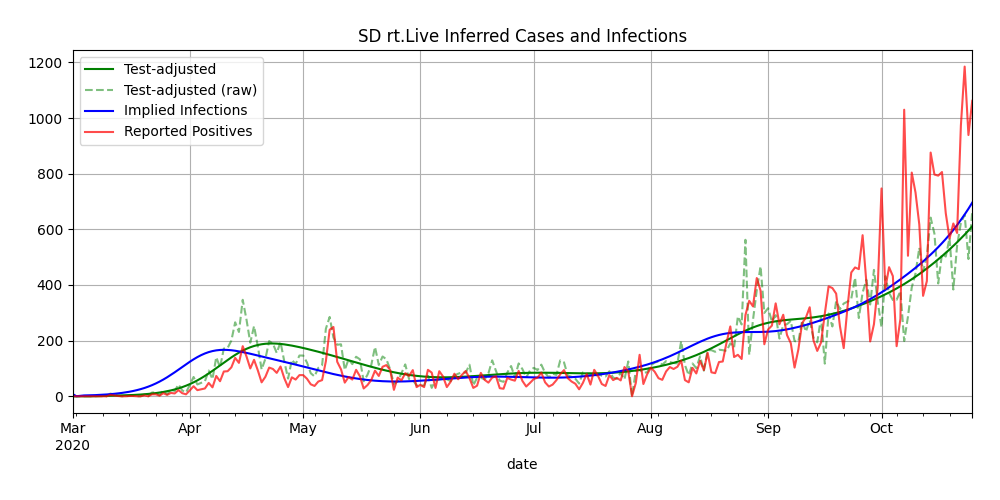 SD rt.Live Inferred Cases and Infections
Test-adjusted
Test-adjusted (raw)
Implied Infections
Reported Positives
1200
1000
800
600
400
200
0
Mar Apr May Jun Jul Aug Sep Oct
2020
date